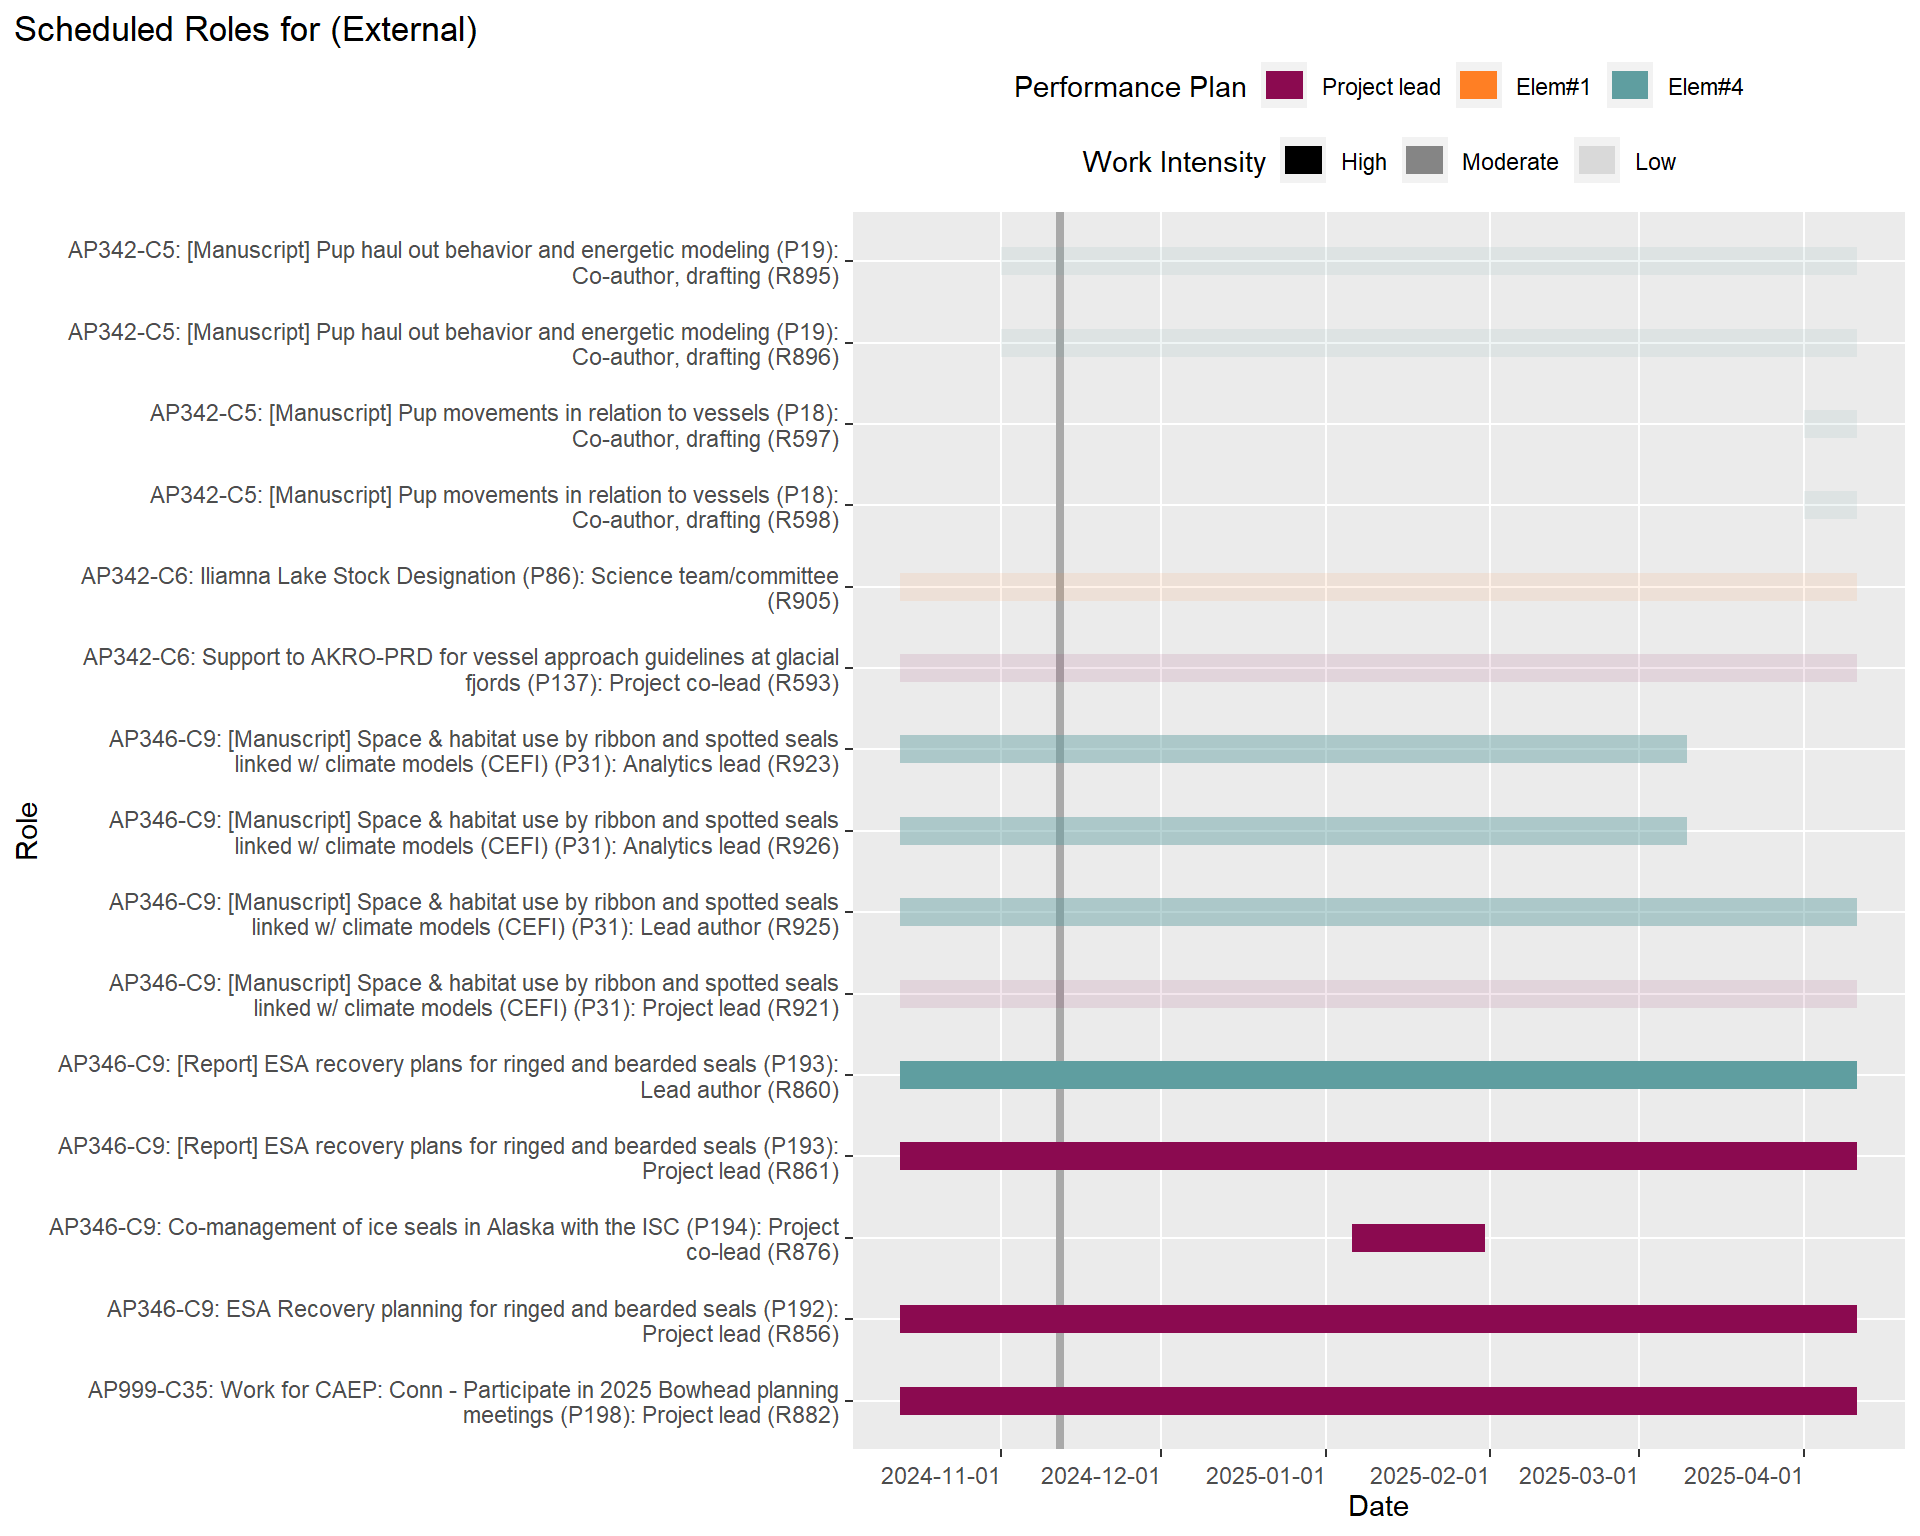 Scheduled Roles for (External)
Performance Plan Project lead Elem#1 Elem#4
Work Intensity High Moderate Low
AP342-C5: [Manuscript] Pup haul out behavior and energetic modeling (P19):
Co-author, drafting (R895)
AP342-C5: [Manuscript] Pup haul out behavior and energetic modeling (P19):
Co-author, drafting (R896)
AP342-C5: [Manuscript] Pup movements in relation to vessels (P18):
Co-author, drafting (R597)
AP342-C5: [Manuscript] Pup movements in relation to vessels (P18):
Co-author, drafting (R598)
AP342-C6: Iliamna Lake Stock Designation (P86): Science team/committee
(R905)
AP342-C6: Support to AKRO-PRD for vessel approach guidelines at glacial
fjords (P137): Project co-lead (R593)
AP346-C9: [Manuscript] Space & habitat use by ribbon and spotted seals
linked w/ climate models (CEFI) (P31): Analytics lead (R923)
AP346-C9: [Manuscript] Space & habitat use by ribbon and spotted seals
linked w/ climate models (CEFI) (P31): Analytics lead (R926)
AP346-C9: [Manuscript] Space & habitat use by ribbon and spotted seals
linked w/ climate models (CEFI) (P31): Lead author (R925)
AP346-C9: [Manuscript] Space & habitat use by ribbon and spotted seals
linked w/ climate models (CEFI) (P31): Project lead (R921)
AP346-C9: [Report] ESA recovery plans for ringed and bearded seals (P193):
Lead author (R860)
AP346-C9: [Report] ESA recovery plans for ringed and bearded seals (P193):
Project lead (R861)
AP346-C9: Co-management of ice seals in Alaska with the ISC (P194): Project
co-lead (R876)
AP346-C9: ESA Recovery planning for ringed and bearded seals (P192):
Project lead (R856)
AP999-C35: Work for CAEP: Conn - Participate in 2025 Bowhead planning
meetings (P198): Project lead (R882)
Role
2024-11-01 2024-12-01 2025-01-01 2025-02-01 2025-03-01 2025-04-01
Date